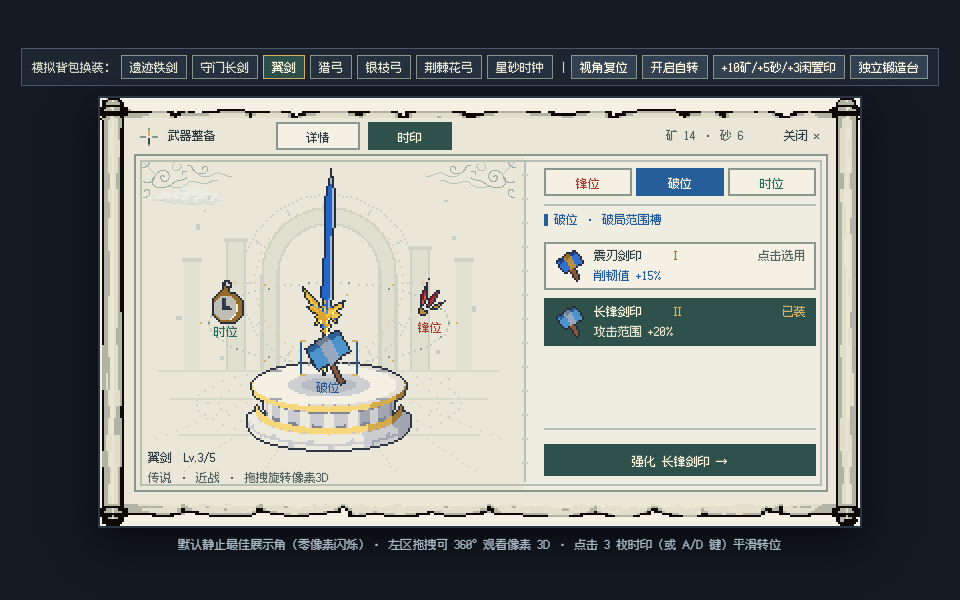 模拟背包换装: 遗迹铁剑 守门长剑 翼剑 猎弓 银枝弓 荆棘花弓 星砂时钟 | 视角复位 开启自转 +10矿/+5砂/+3闲置印 独立锻造台
武器整备 详情 时印 矿 14 · 砂 6 关闭 ×
锋位 破位 时位
破位 · 破局范围槽
震刃剑印 I 点击选用
削韧值 +15%
长锋剑印 II 已装
攻击范围 +20%
时位
锋位
破位
翼剑 Lv.3/5
传说 · 近战 · 拖拽旋转像素3D
强化 长锋剑印 →
默认静止最佳展示角 (零像素闪烁) · 左区拖拽可 360° 观看像素 3D · 点击 3 枚时印 (或 A/D 键) 平滑转位